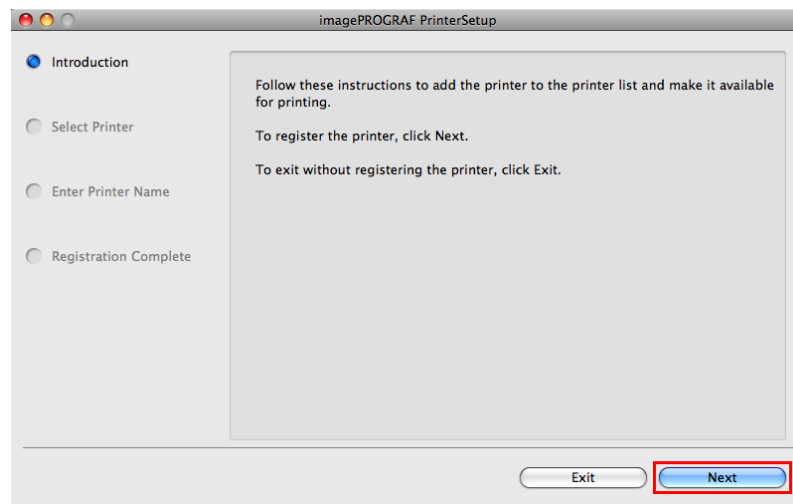 imagePROGRAF PrinterSetup
Introduction
Select Printer
Enter Printer Name
Registration Complete
Follow these instructions to add the printer to the printer list and make it available
for printing.
To register the printer, click Next.
To exit without registering the printer, click Exit.
Exit
Next